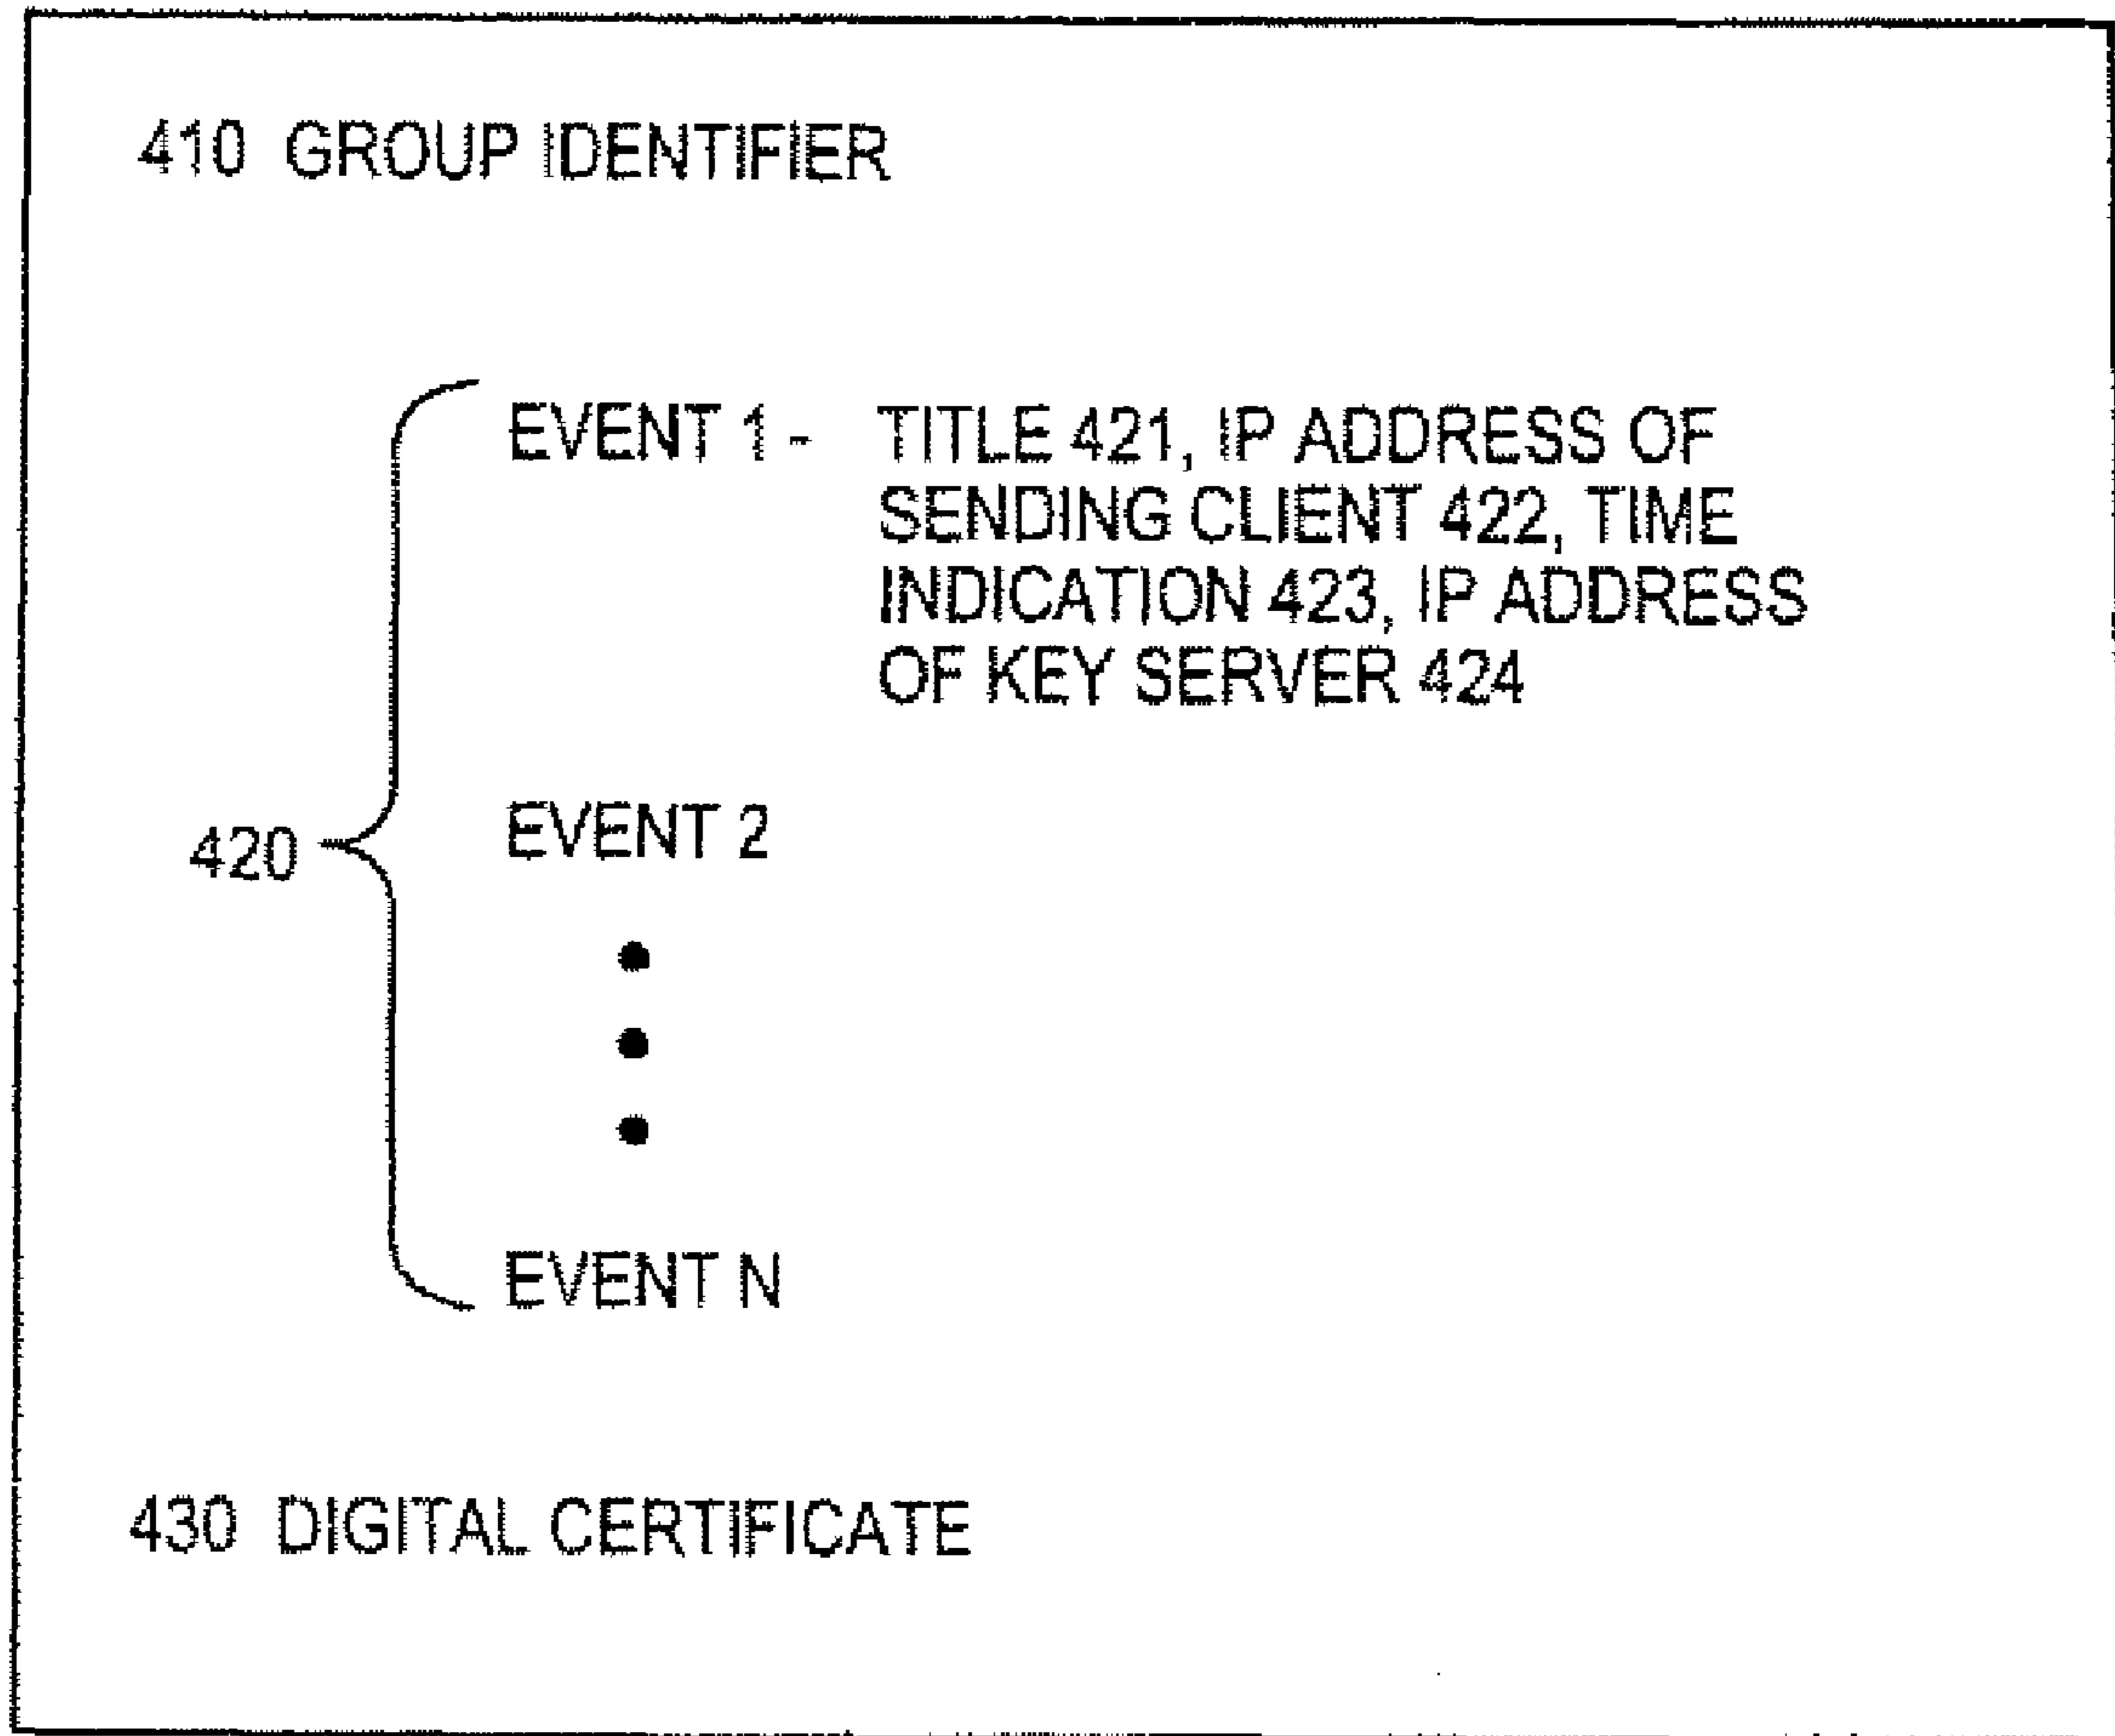 410 GROUP IDENTIFIER
EVENT 1 - TITLE 421, IP ADDRESS OF
SENDING CLIENT 422, TIME
INDICATION 423, IP ADDRESS
OF KEY SERVER 424
420
EVENT 2
EVENT N
430 DIGITAL CERTIFICATE